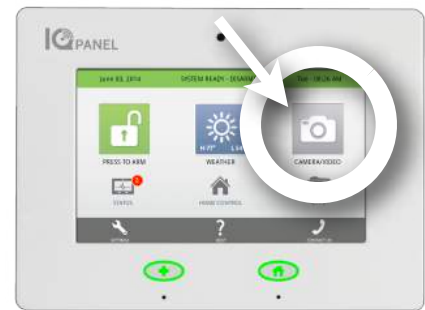 IQ PANEL
June 03, 2014 SYSTEM READY - DISARM
PRESS TO ARM WEATHER CAMERA/VIDEO
STATUS HOME CONTROL
SETTINGS HELP CONTACT US